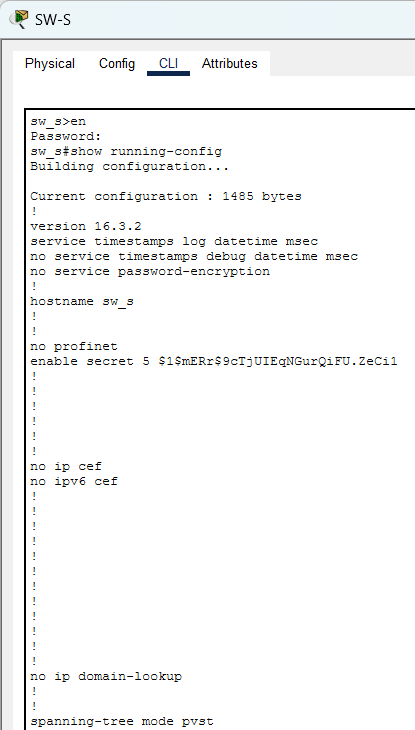 SW-S
Physical Config CLI Attributes
sw_s>en
Password:
sw_s#show running-config
Building configuration...
Current configuration : 1485 bytes
!
version 16.3.2
service timestamps log datetime msec
no service timestamps debug datetime msec
no service password-encryption
!
hostname sw_s
!
!
no profinet
enable secret 5 $1$mERr$9cTjUIEqNGurQiFU.ZeCi1
!
!
!
!
!
!
no ip cef
no ipv6 cef
!
!
!
!
!
!
!
!
!
!
!
!
no ip domain-lookup
!
!
spanning-tree mode pvst